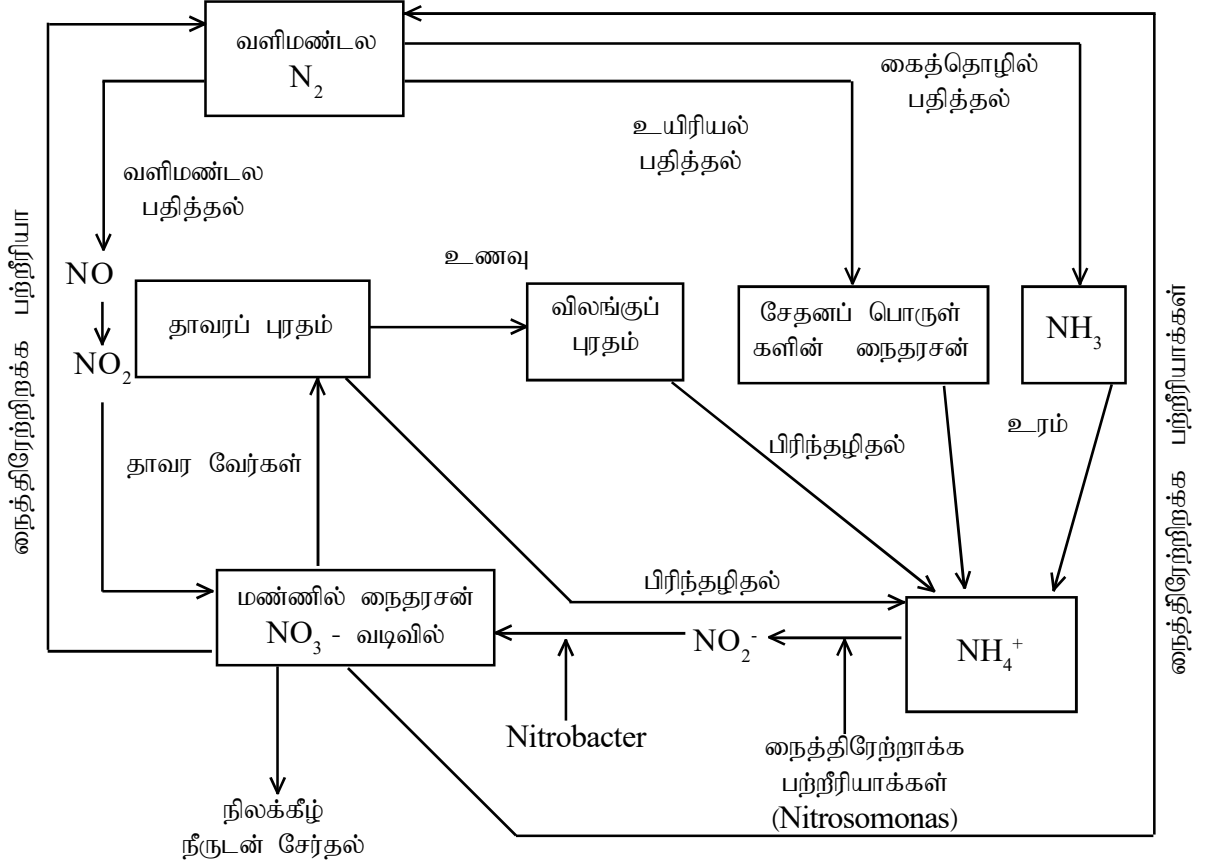 வளிமண்டல
N₂
கைத்தொழில்
பதித்தல்
உயிரியல்
பதித்தல்
வளிமண்டல
பதித்தல்
நைத்திரேற்றிறக்க பற்றீரியா
NO
உணவு
தாவரப் புரதம்
விலங்குப்
புரதம்
சேதனப் பொருள்
களின் நைதரசன்
NH₃
NO₂
நைத்திரேற்றிறக்க பற்றீரியாக்கள்
உரம்
பிரிந்தழிதல்
தாவர வேர்கள்
பிரிந்தழிதல்
மண்ணில் நைதரசன்
NO₃ - வடிவில்
NO₂⁻
NH₄⁺
Nitrobacter
நைத்திரேற்றாக்க
பற்றீரியாக்கள்
(Nitrosomonas)
நிலக்கீழ்
நீருடன் சேர்தல்